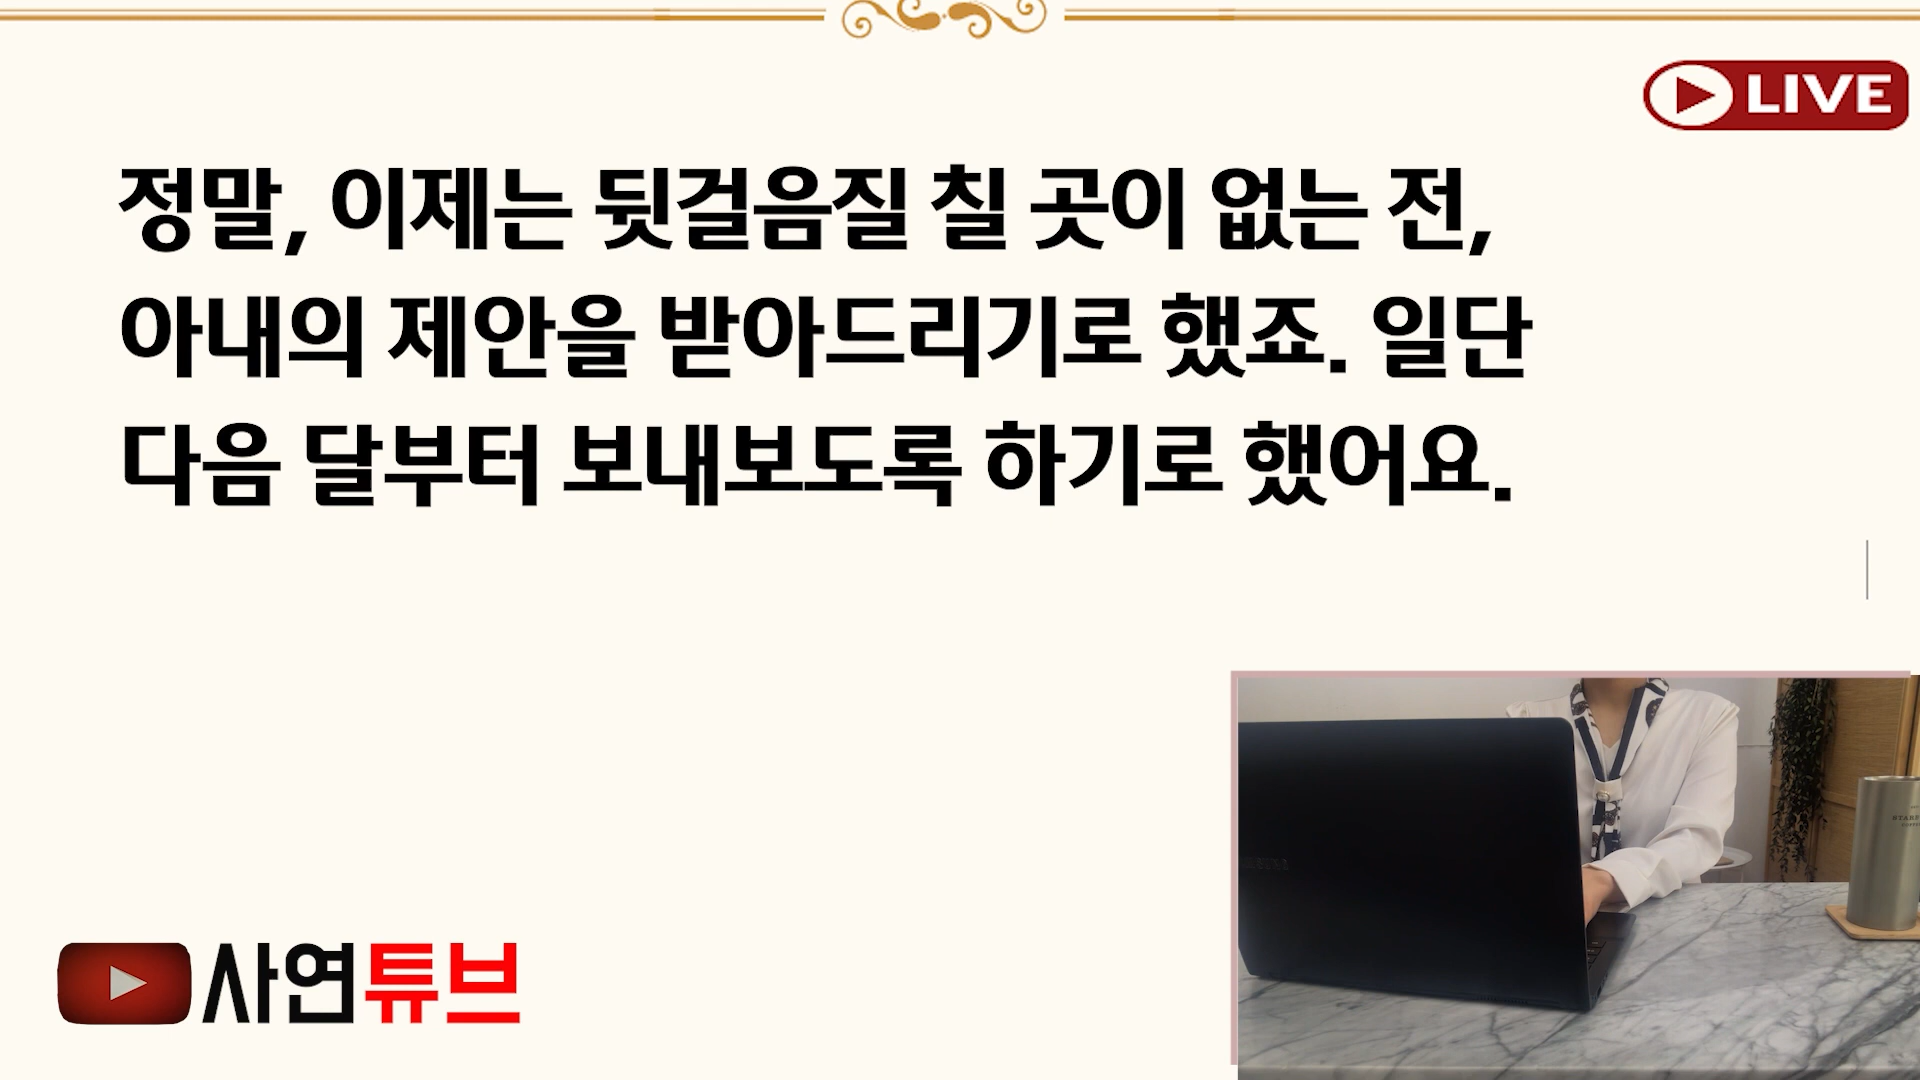 LIVE
정말, 이제는 뒷걸음질 칠 곳이 없는 전,
아내의 제안을 받아드리기로 했죠. 일단
다음 달부터 보내보도록 하기로 했어요.
사연튜브